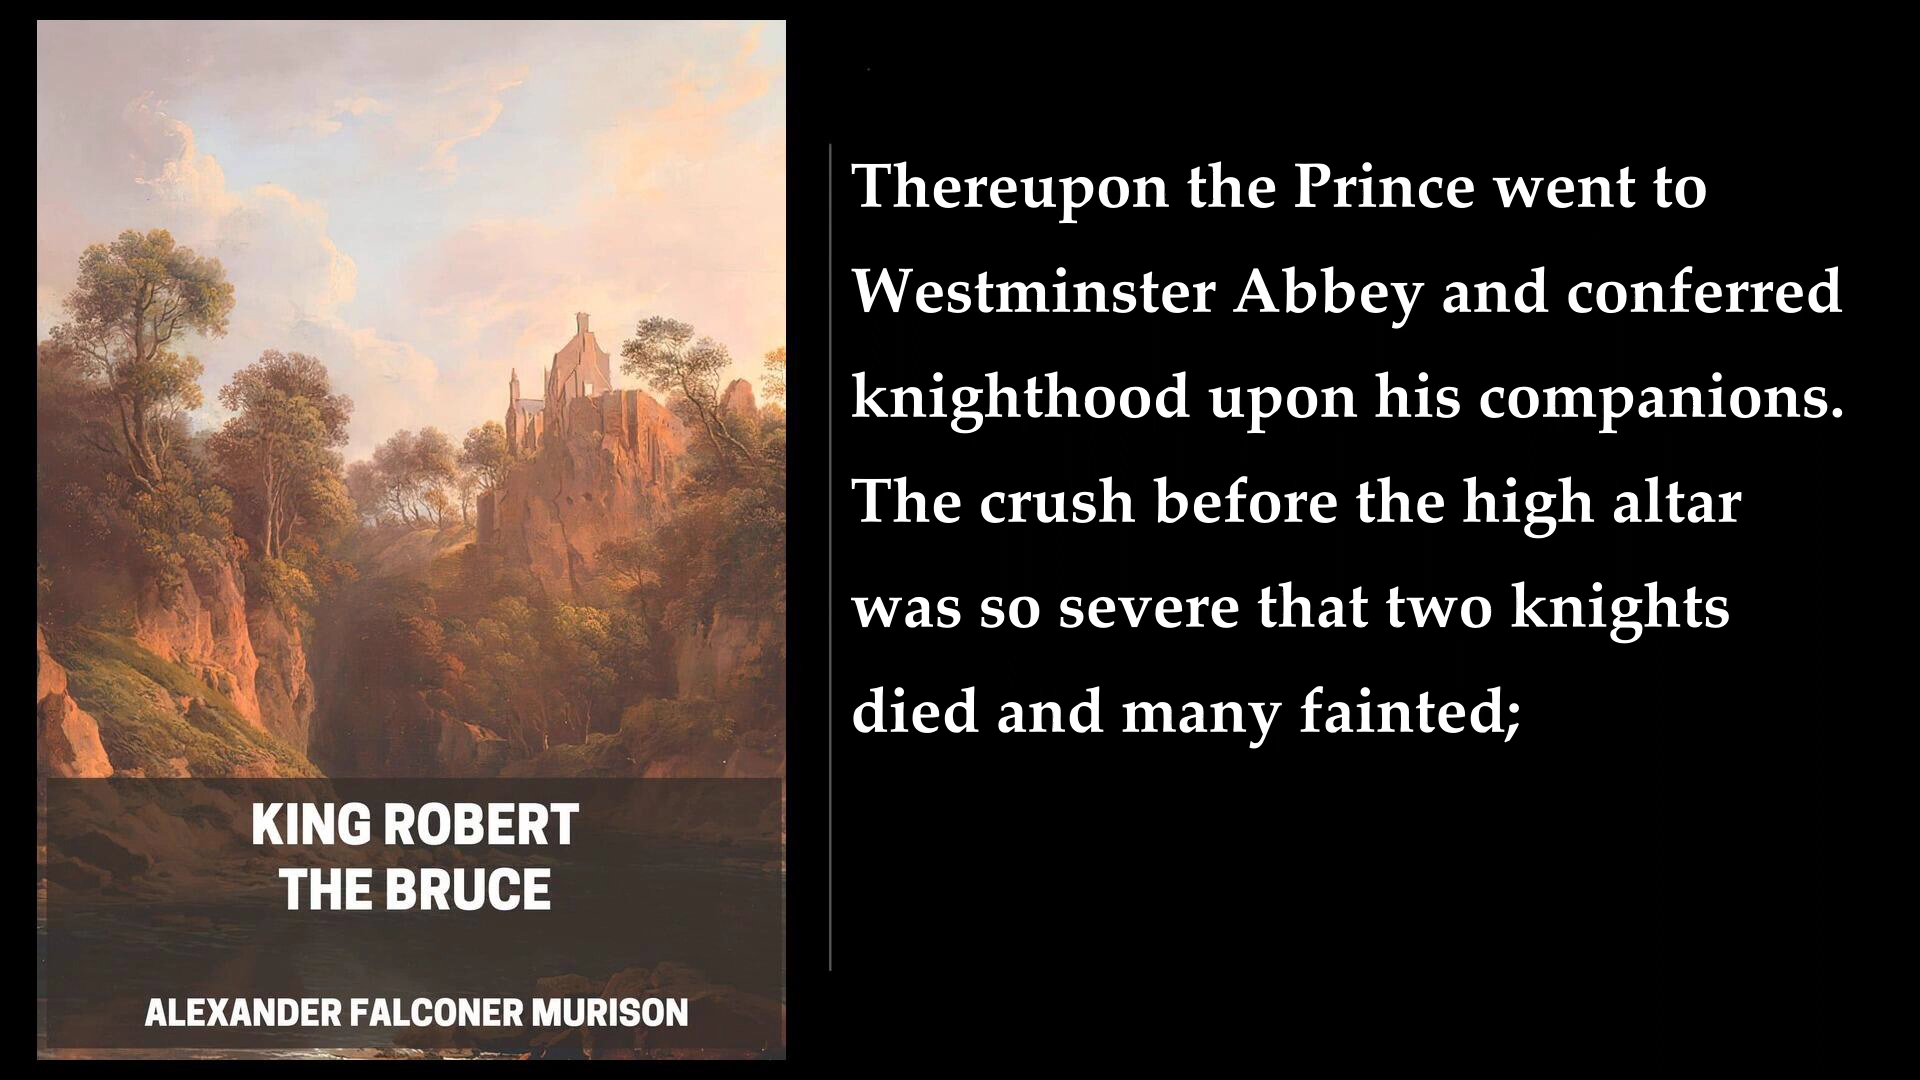 KING ROBERT
THE BRUCE
ALEXANDER FALCONER MURISON
Thereupon the Prince went to
Westminster Abbey and conferred
knighthood upon his companions.
The crush before the high altar
was so severe that two knights
died and many fainted;